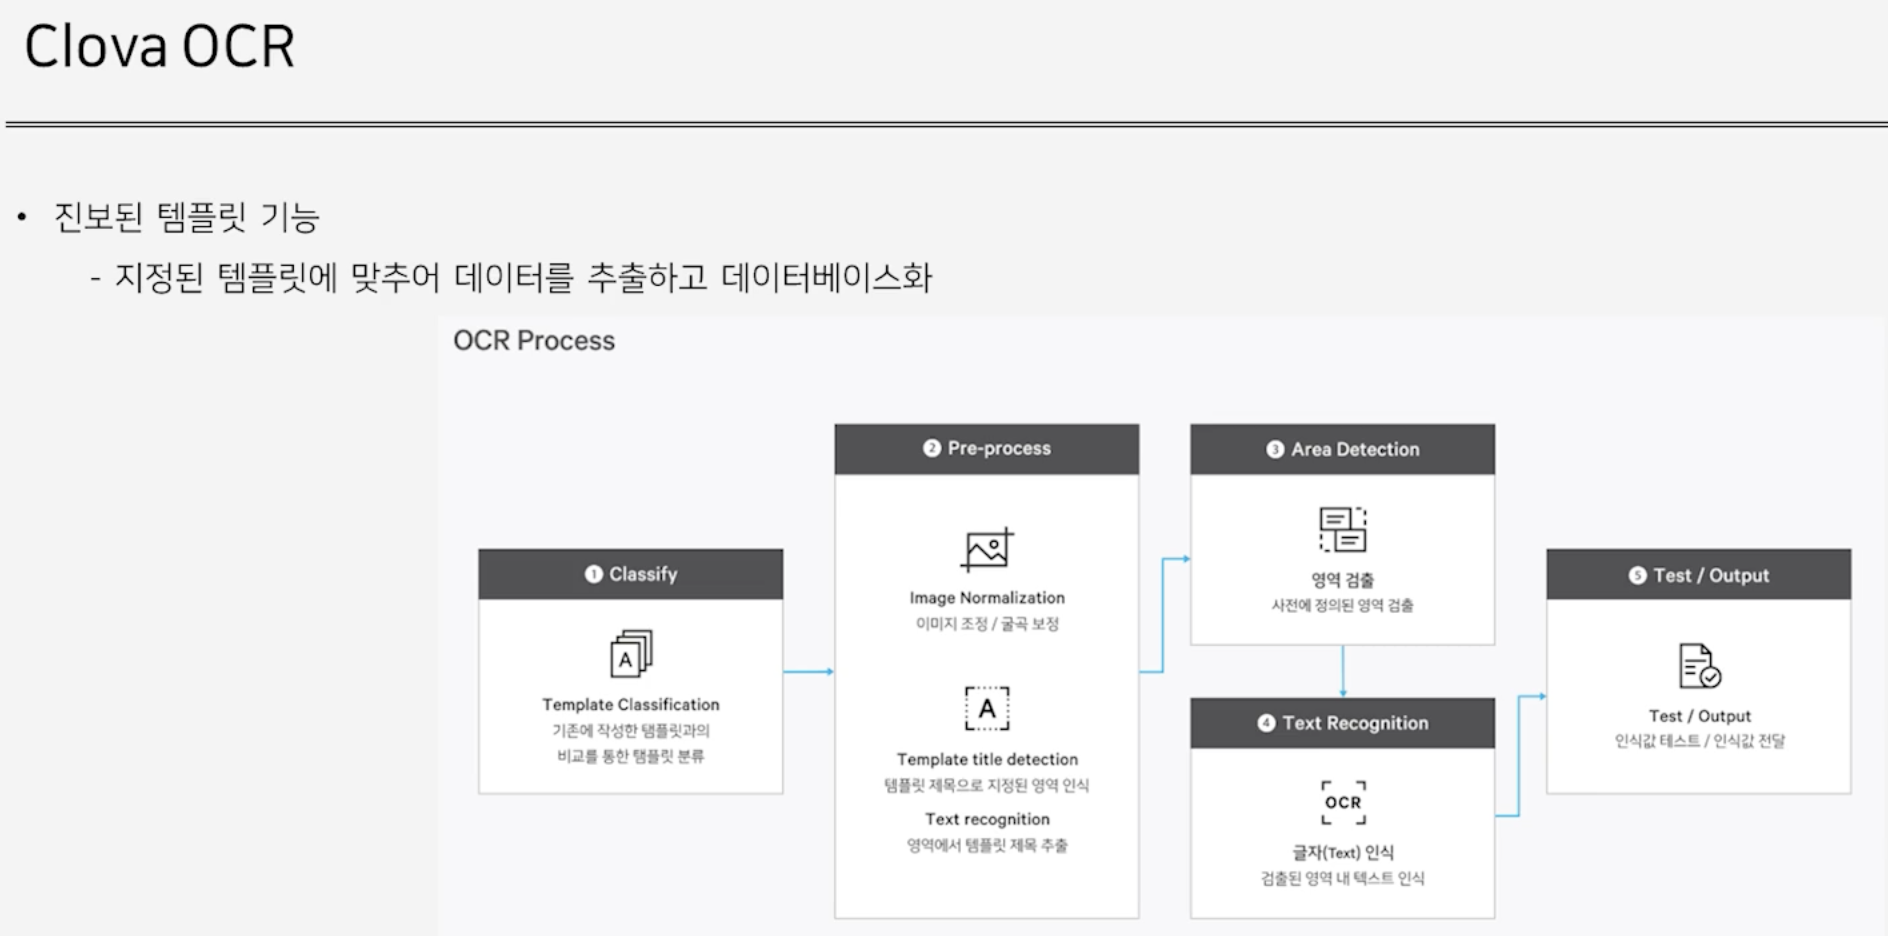 Clova OCR
• 진보된 템플릿 기능
- 지정된 템플릿에 맞추어 데이터를 추출하고 데이터베이스화
OCR Process
1 Classify
A
Template Classification
기존에 작성한 탬플릿과의
비교를 통한 탬플릿 분류
2 Pre-process
Image Normalization
이미지 조정 / 굴곡 보정
A
Template title detection
템플릿 제목으로 지정된 영역 인식
Text recognition
영역에서 템플릿 제목 추출
3 Area Detection
영역 검출
사전에 정의된 영역 검출
4 Text Recognition
OCR
글자(Text) 인식
검출된 영역 내 텍스트 인식
5 Test / Output
Test / Output
인식값 테스트 / 인식값 전달